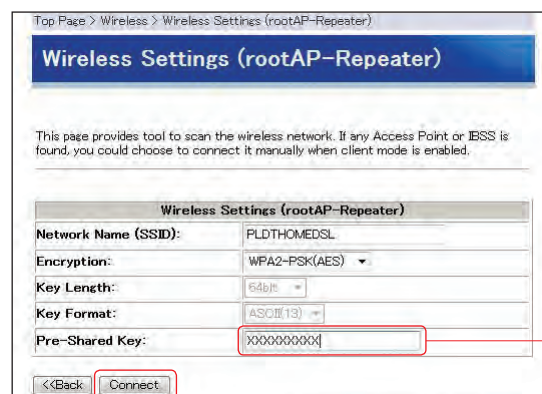 Top Page > Wireless > Wireless Settings (rootAP-Repeater)
Wireless Settings (rootAP-Repeater)
This page provides tool to scan the wireless network. If any Access Point or IBSS is
found, you could choose to connect it manually when client mode is enabled.
Wireless Settings (rootAP-Repeater)
Network Name (SSID): PLDTHOMEDSL
Encryption: WPA2-PSK(AES)
Key Length: 64bit
Key Format: ASCII(13)
Pre-Shared Key: XXXXXXXXXX
<<Back Connect